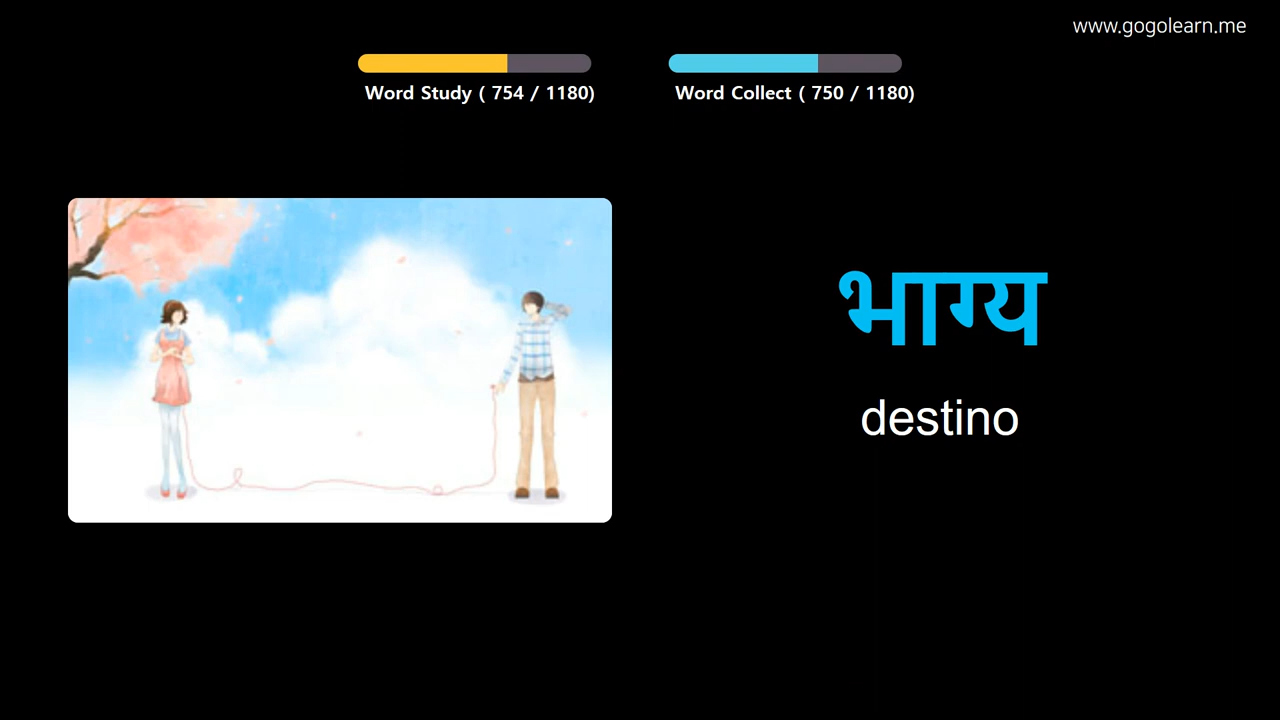 www.gogolearn.me
Word Study ( 754 / 1180)
Word Collect ( 750 / 1180)
भाग्य
destino